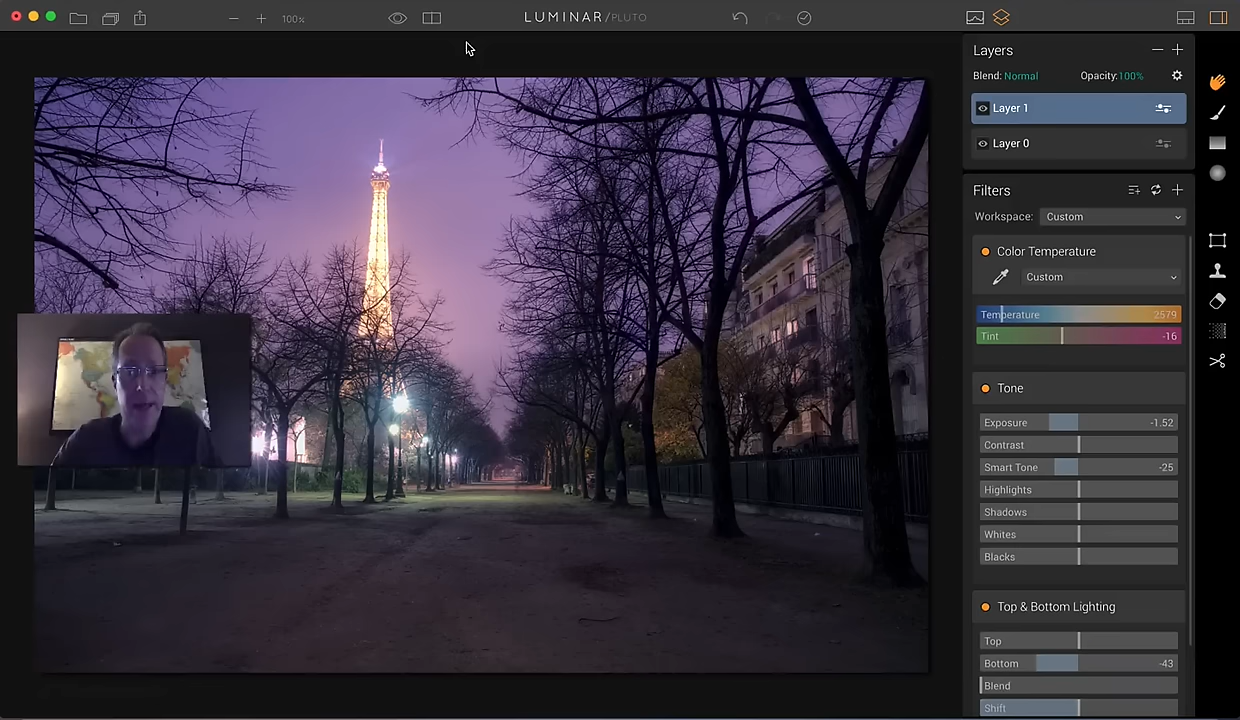 100%
LUMINAR/PLUTO
Layers
Blend: Normal
Opacity:100%
Layer 1
Layer 0
Filters
Workspace: Custom
Color Temperature
Custom
Temperature 2579
Tint -16
Tone
Exposure -1.52
Contrast
Smart Tone -25
Highlights
Shadows
Whites
Blacks
Top & Bottom Lighting
Top
Bottom -43
Blend
Shift